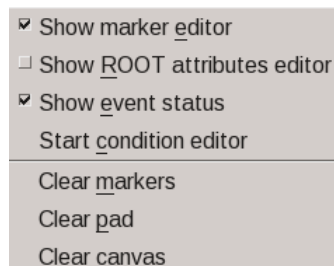 Show marker editor
Show ROOT attributes editor
Show event status
Start condition editor
Clear markers
Clear pad
Clear canvas